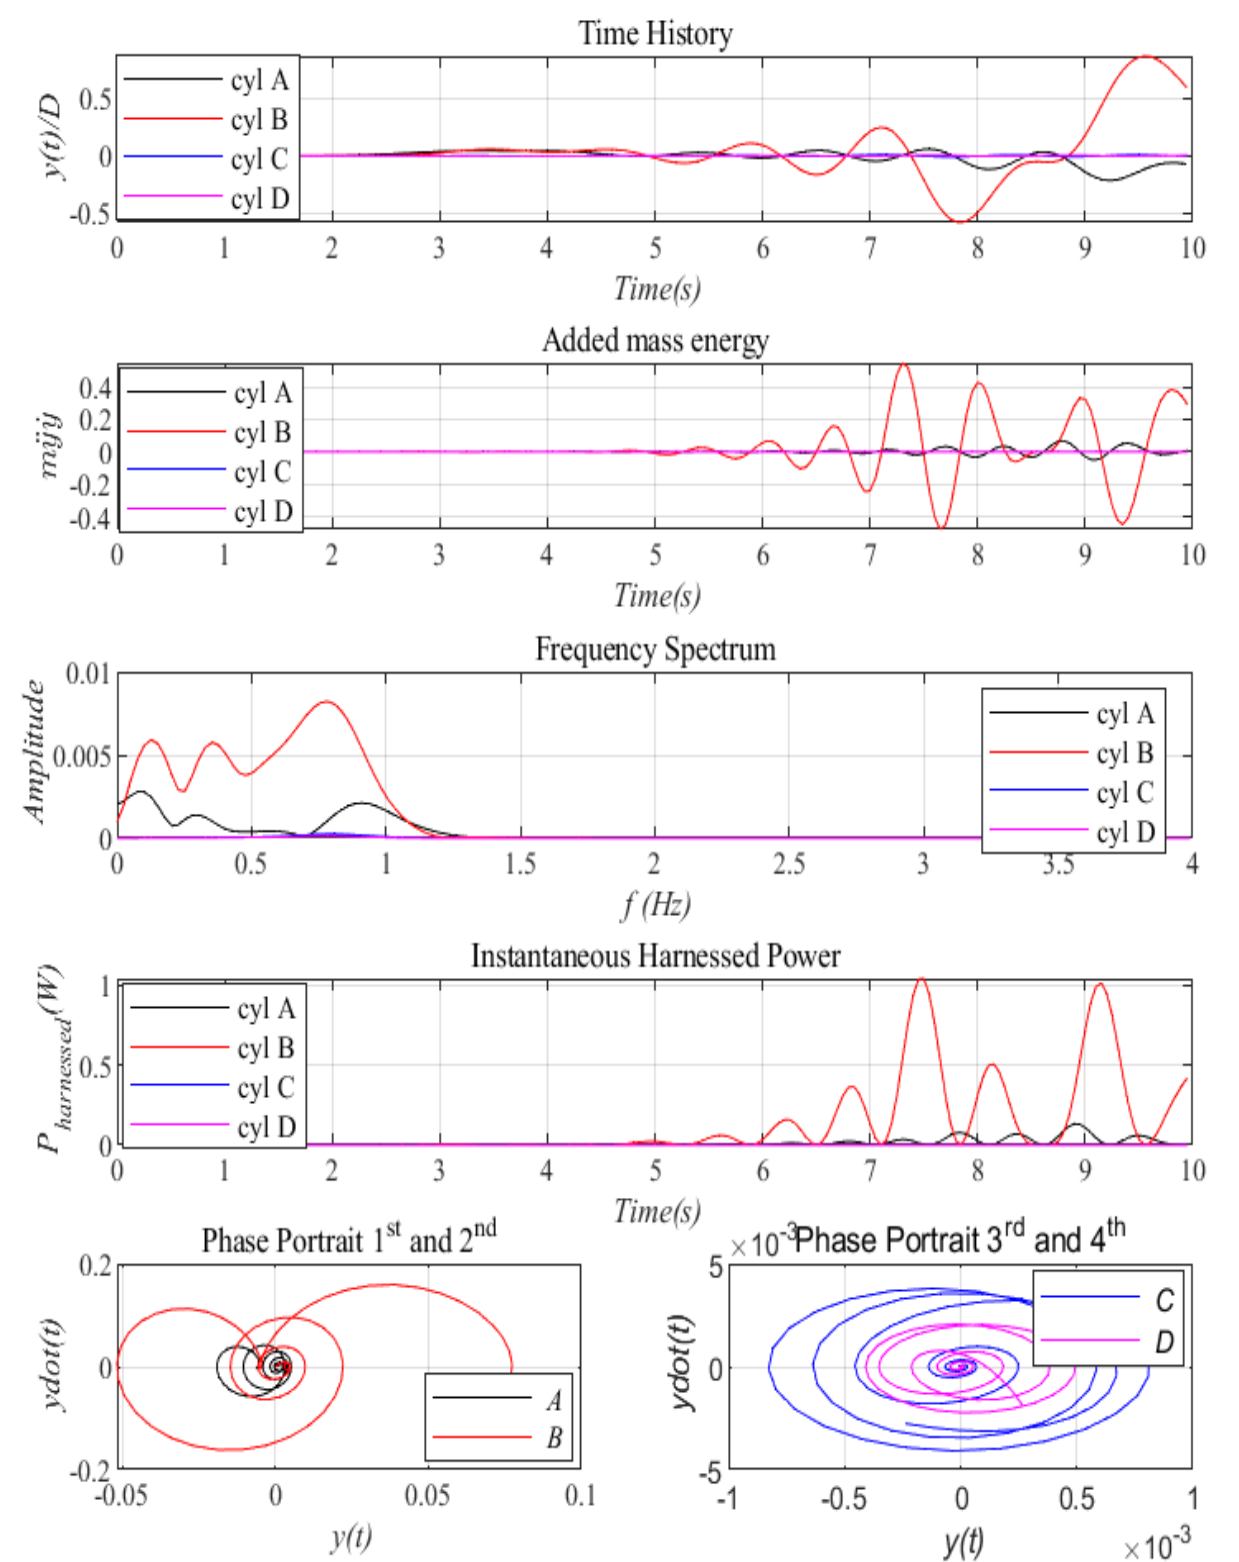 Time History
y(t)/D
0.5
0
-0.5
cyl A
cyl B
cyl C
cyl D
0 1 2 3 4 5 6 7 8 9 10
Time(s)
Added mass energy
mÿẏ
0.4
0.2
0
-0.2
-0.4
cyl A
cyl B
cyl C
cyl D
0 1 2 3 4 5 6 7 8 9 10
Time(s)
Frequency Spectrum
Amplitude
0.01
0.005
0
cyl A
cyl B
cyl C
cyl D
0 0.5 1 1.5 2 2.5 3 3.5 4
f (Hz)
Instantaneous Harnessed Power
P harnessed (W)
1
0.5
0
cyl A
cyl B
cyl C
cyl D
0 1 2 3 4 5 6 7 8 9 10
Time(s)
Phase Portrait 1st and 2nd
ydot(t)
0.2
0
-0.2
A
B
-0.05 0 0.05 0.1
y(t)
×10-3 Phase Portrait 3rd and 4th
ydot(t)
5
0
-5
C
D
-1 -0.5 0 0.5 1
y(t) ×10-3